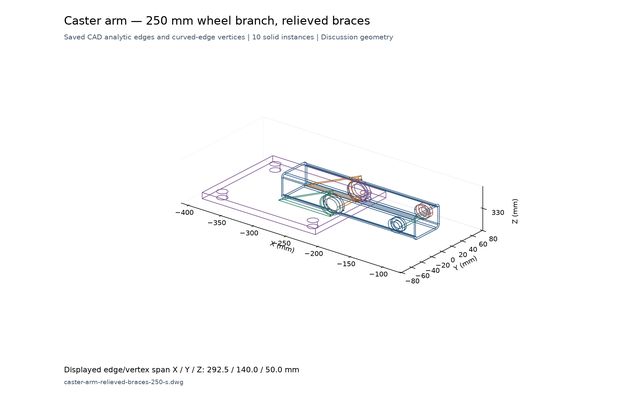 Caster arm — 250 mm wheel branch, relieved braces
Saved CAD analytic edges and curved-edge vertices | 10 solid instances | Discussion geometry
330
Z (mm)
−400
−350
−300
−250
−200
−150
−100
X (mm)
−80
−60
−40
−20
0
20
40
60
80
Y (mm)
Displayed edge/vertex span X / Y / Z: 292.5 / 140.0 / 50.0 mm
caster-arm-relieved-braces-250-s.dwg